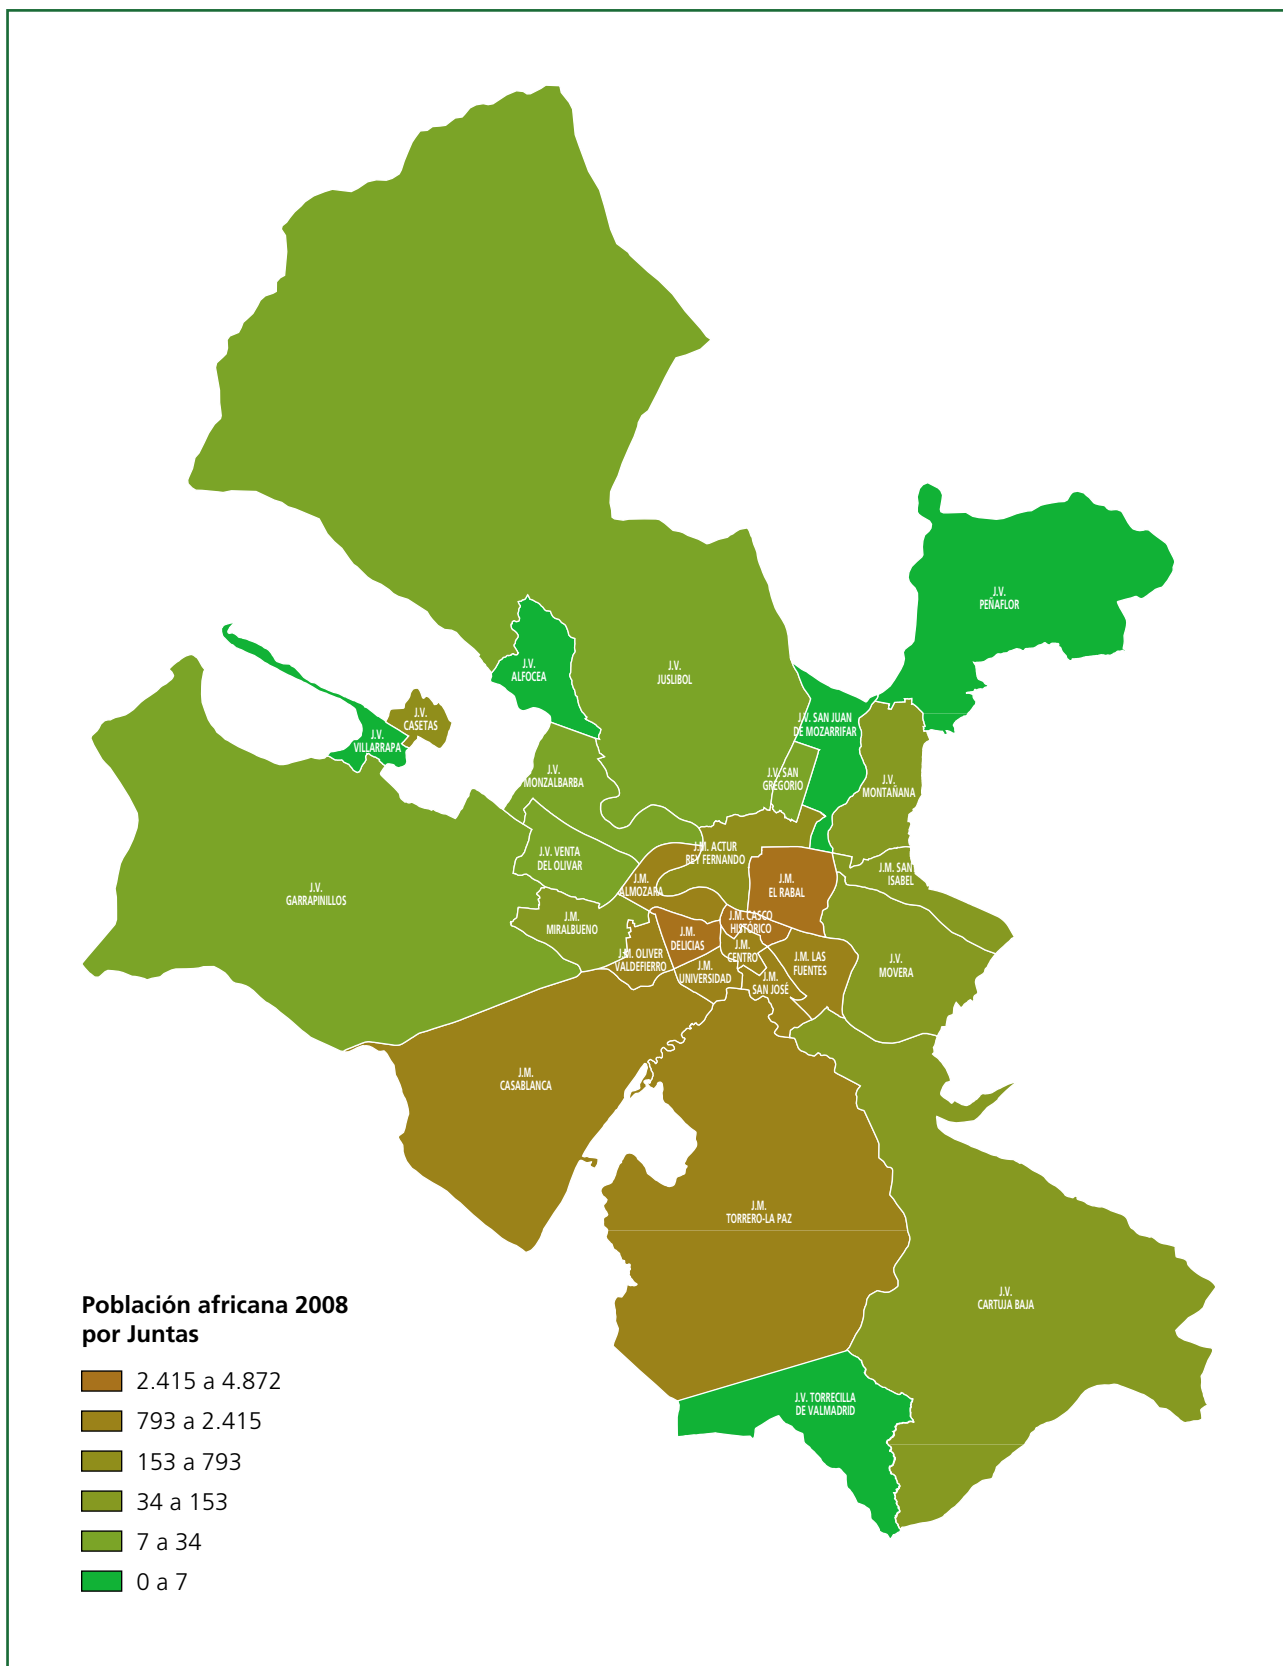 J.V.
PEÑAFLOR
J.V.
ALFOCEA
J.V.
JUSLIBOL
J.V.
CASETAS
J.V.
VILLARRAPA
J.V. SAN JUAN
DE MOZARRIFAR
J.V.
MONZALBARBA
J.V. SAN
GREGORIO
J.V.
MONTAÑANA
J.M. ACTUR
REY FERNANDO
J.V. VENTA
DEL OLIVAR
J.M. SAN
ISABEL
J.M.
ALMOZARA
J.M.
EL RABAL
J.V.
GARRAPINILLOS
J.M.
MIRALBUENO
J.M. CASCO
HISTÓRICO
J.M.
DELICIAS
J.M.
CENTRO
J.M. OLIVER
VALDEFIERRO
J.M.
UNIVERSIDAD
J.M. LAS
FUENTES
J.M.
SAN JOSÉ
J.V.
MOVERA
J.M.
CASABLANCA
J.M.
TORRERO-LA PAZ
J.V.
CARTUJA BAJA
J.V. TORRECILLA
DE VALMADRID
Población africana 2008
por Juntas
2.415 a 4.872
793 a 2.415
153 a 793
34 a 153
7 a 34
0 a 7